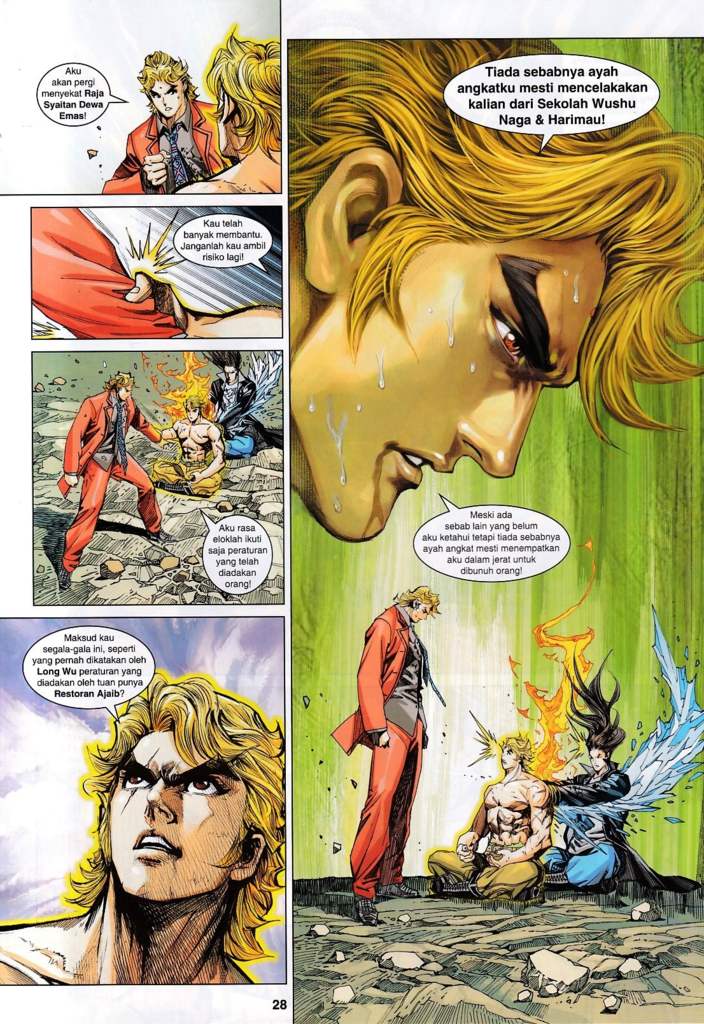 Aku
akan pergi
menyekat Raja
Syaitan Dewa
Emas!
Kau telah
banyak membantu.
Janganlah kau ambil
risiko lagi!
Aku rasa
eloklah ikuti
saja peraturan
yang telah
diadakan
orang!
Maksud kau
segala-gala ini, seperti
yang pernah dikatakan oleh
Long Wu peraturan yang
diadakan oleh tuan punya
Restoran Ajaib?
Tiada sebabnya ayah
angkatku mesti mencelakakan
kalian dari Sekolah Wushu
Naga & Harimau!
Meski ada
sebab lain yang belum
aku ketahui tetapi tiada sebabnya
ayah angkat mesti menempatkan
aku dalam jerat untuk
dibunuh orang!
28